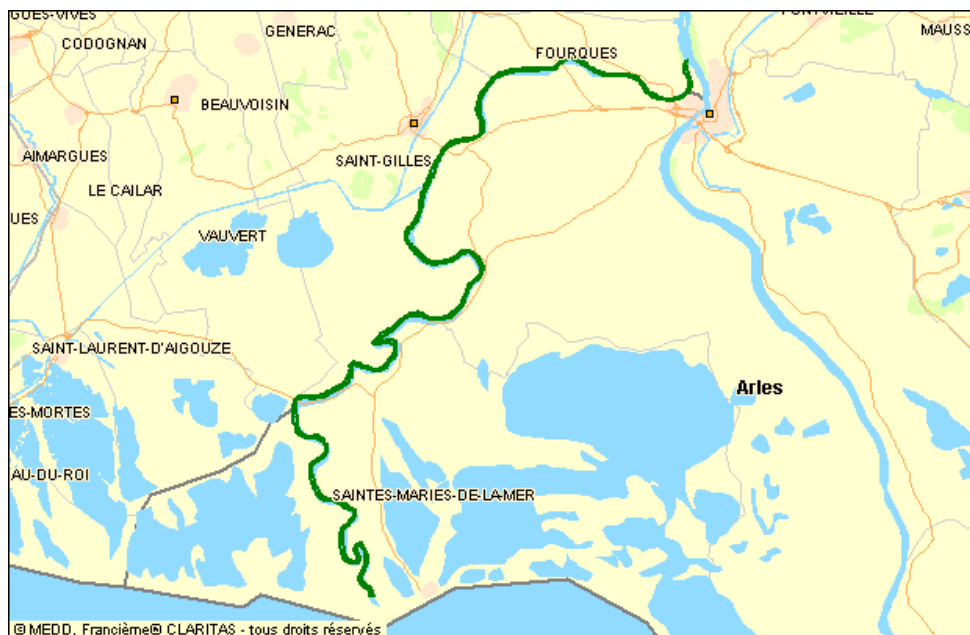 GUES-VIVES
CODOGNAN
GENERAC
FOURQUES
MAUSS
BEAUVOISIN
AIMARGUES
SAINT-GILLES
LE CAILAR
UES
VAUVERT
SAINT-LAURENT-D'AIGOUZE
Arles
ES-MORTES
AU-DU-ROI
SAINTES-MARIES-DE-LA-MER
© MEDD, Francième® CLARITAS - tous droits réservés